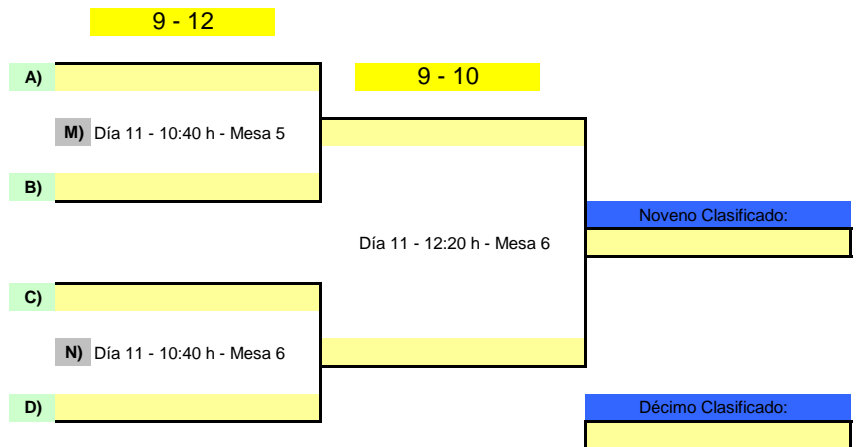 9 - 12
A)
9 - 10
M) Día 11 - 10:40 h - Mesa 5
B)
Noveno Clasificado:
Día 11 - 12:20 h - Mesa 6
C)
N) Día 11 - 10:40 h - Mesa 6
D)
Décimo Clasificado: